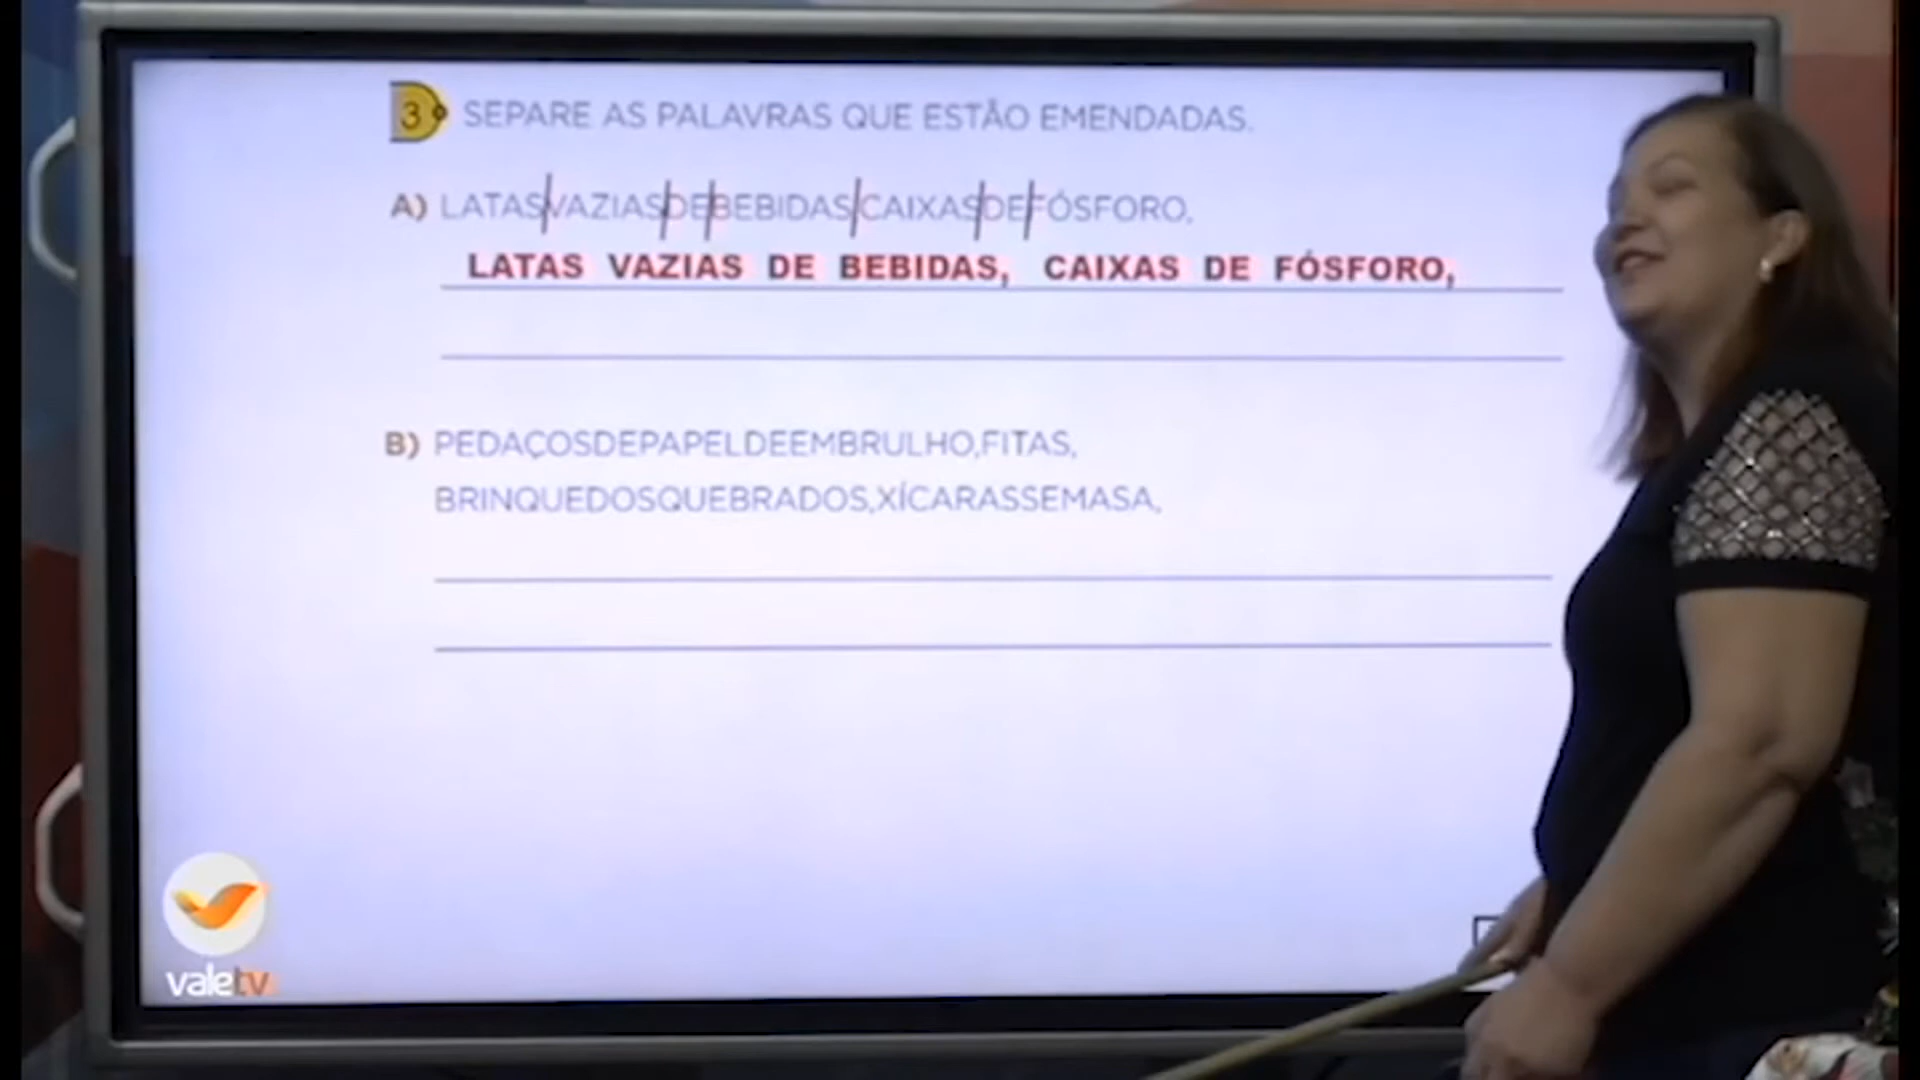 3 SEPARE AS PALAVRAS QUE ESTÃO EMENDADAS.
A) LATASVAZIASDEBEBIDASCAIXASDEFÓSFORO,
LATAS VAZIAS DE BEBIDAS, CAIXAS DE FÓSFORO,
B) PEDAÇOSDEPAPELDEEMBRULHO,FITAS,
BRINQUEDOSQUEBRADOS,XÍCARASSEMASA,
valetv